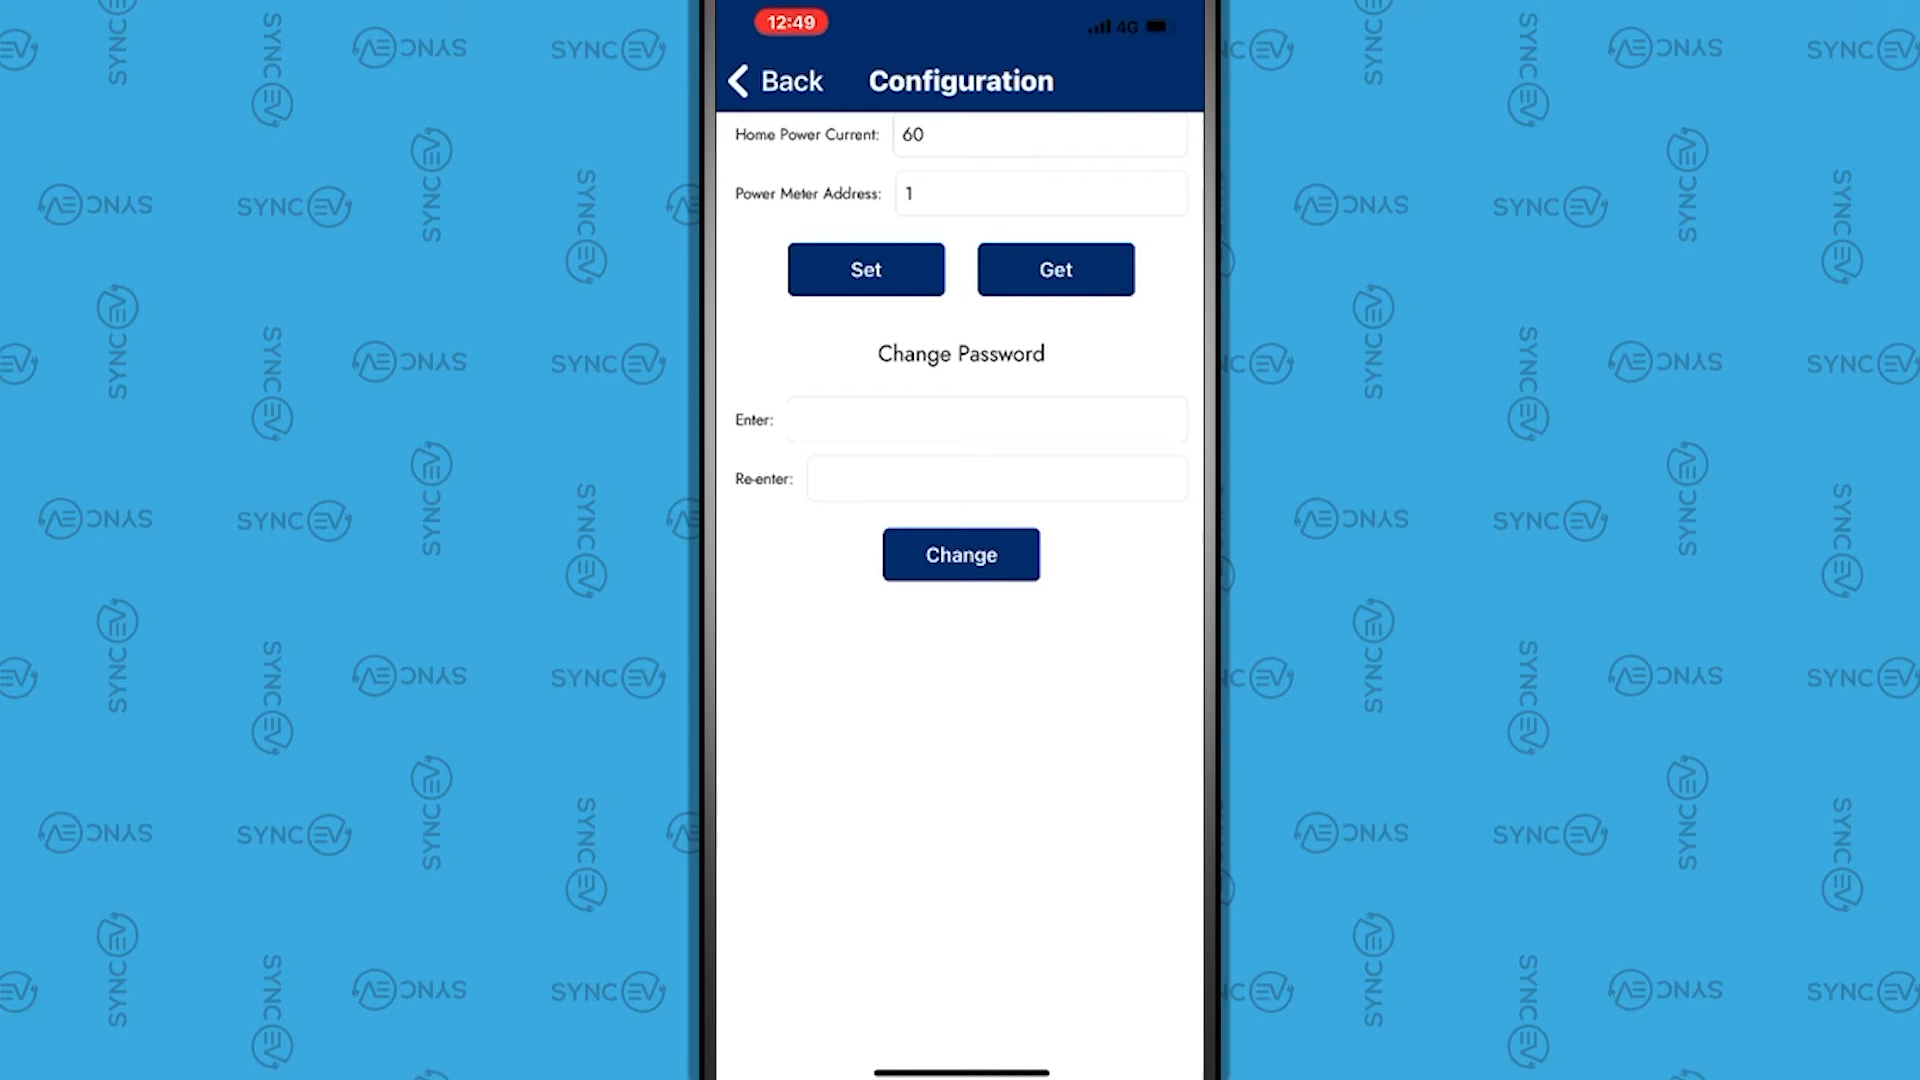 12:49
4G
Back
Configuration
Home Power Current: 60
Power Meter Address: 1
Set
Get
Change Password
Enter:
Re-enter:
Change
SYNC EV